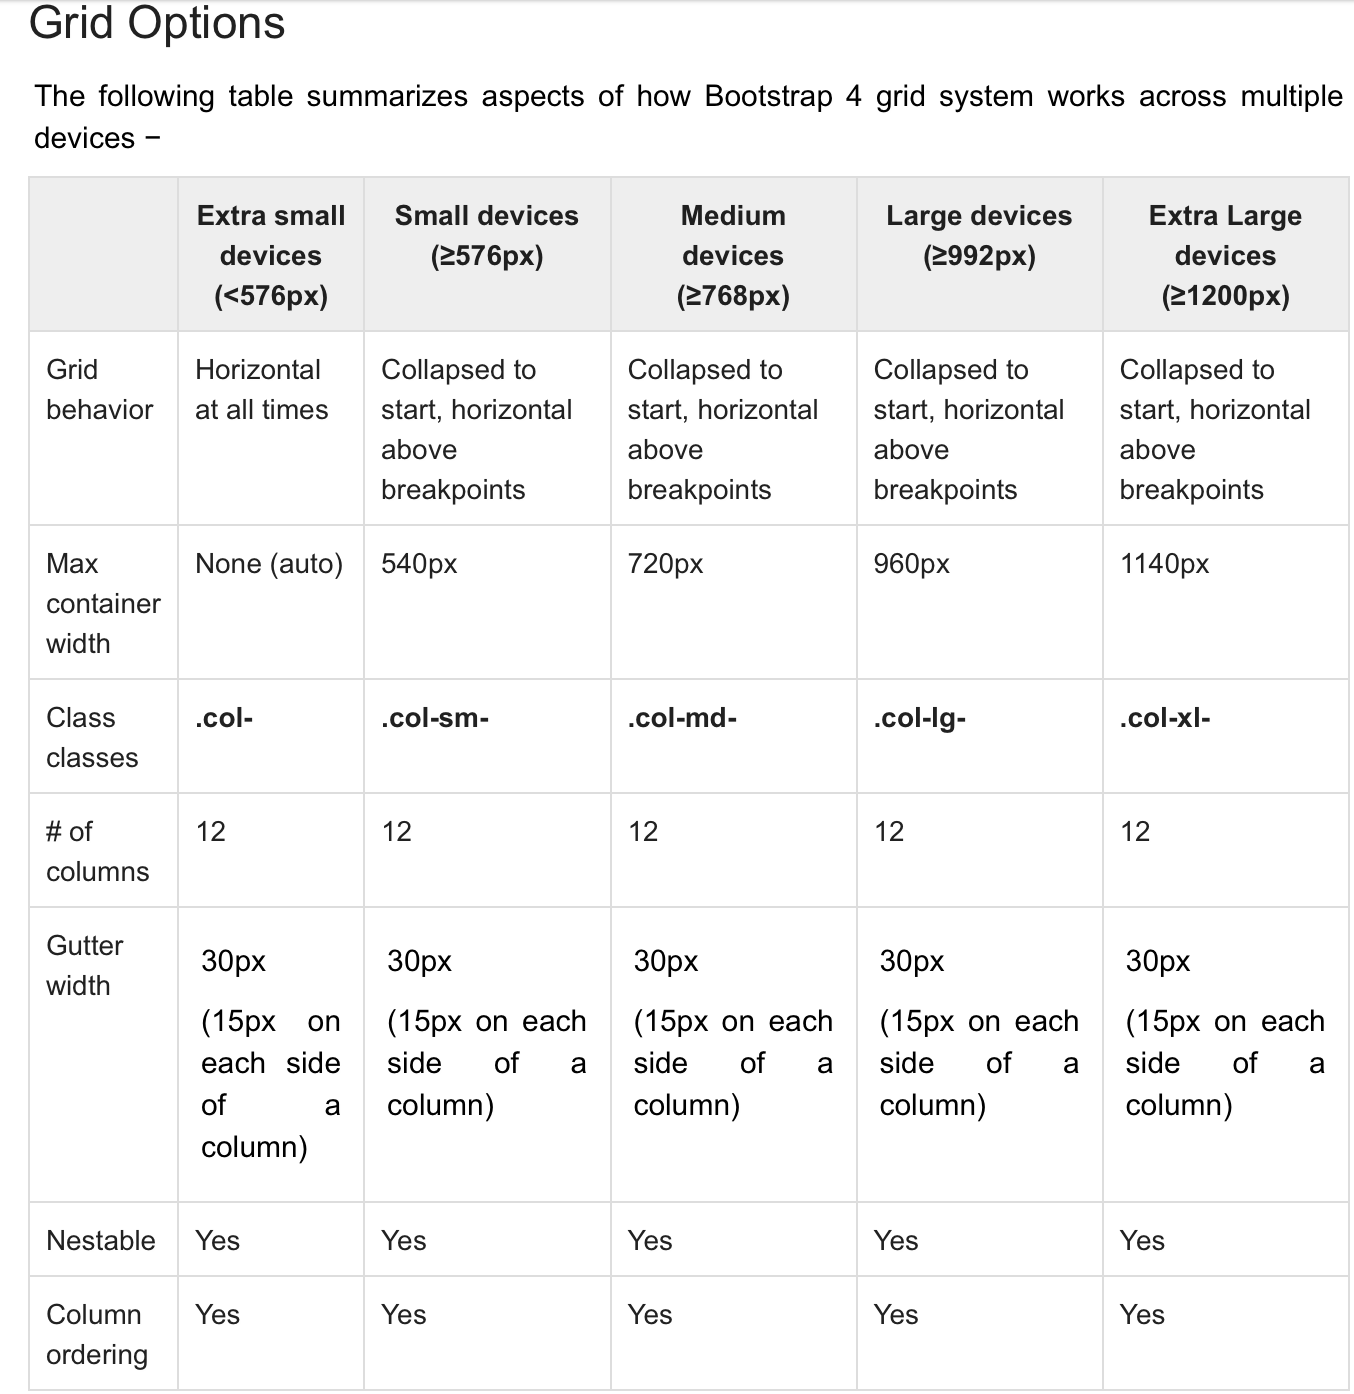 Grid Options
The following table summarizes aspects of how Bootstrap 4 grid system works across multiple
devices −
Extra small
devices
(<576px)
Small devices
(≥576px)
Medium
devices
(≥768px)
Large devices
(≥992px)
Extra Large
devices
(≥1200px)
Grid
behavior
Horizontal
at all times
Collapsed to
start, horizontal
above
breakpoints
Collapsed to
start, horizontal
above
breakpoints
Collapsed to
start, horizontal
above
breakpoints
Collapsed to
start, horizontal
above
breakpoints
Max
container
width
None (auto)
540px
720px
960px
1140px
Class
classes
.col-
.col-sm-
.col-md-
.col-lg-
.col-xl-
# of
columns
12
12
12
12
12
Gutter
width
30px
(15px on
each side
of a
column)
30px
(15px on each
side of a
column)
30px
(15px on each
side of a
column)
30px
(15px on each
side of a
column)
30px
(15px on each
side of a
column)
Nestable
Yes
Yes
Yes
Yes
Yes
Column
ordering
Yes
Yes
Yes
Yes
Yes